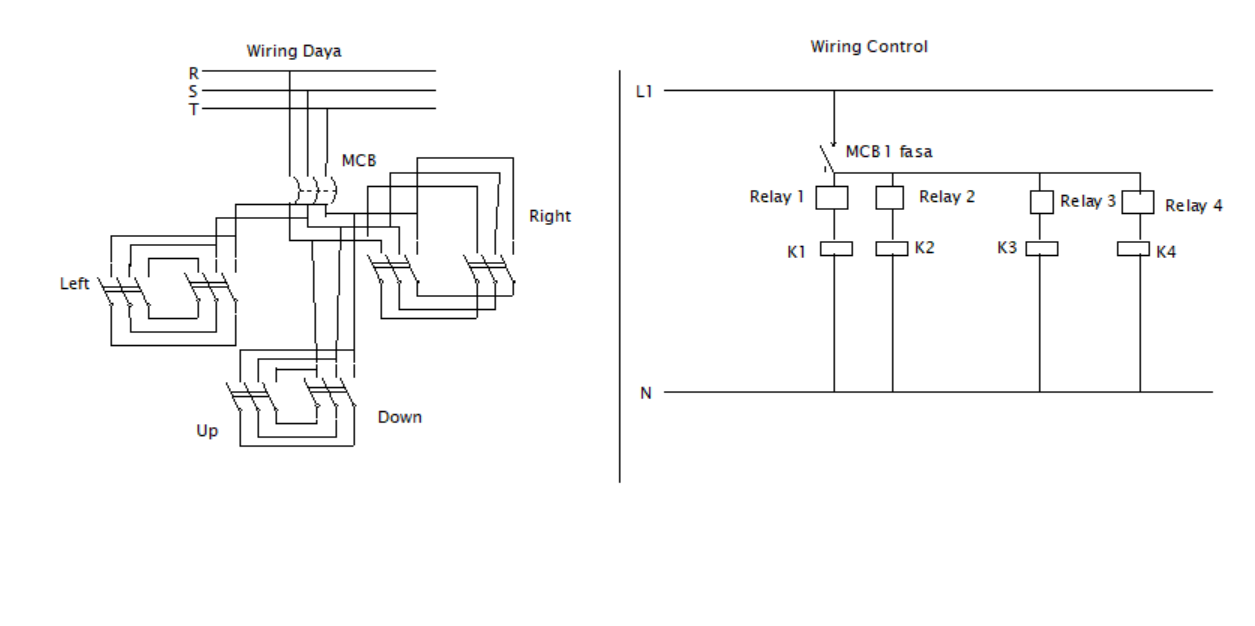 Wiring Daya
R
S
T
MCB
Right
Left
Up
Down
Wiring Control
L1
MCB 1 fasa
Relay 1
Relay 2
Relay 3
Relay 4
K1
K2
K3
K4
N